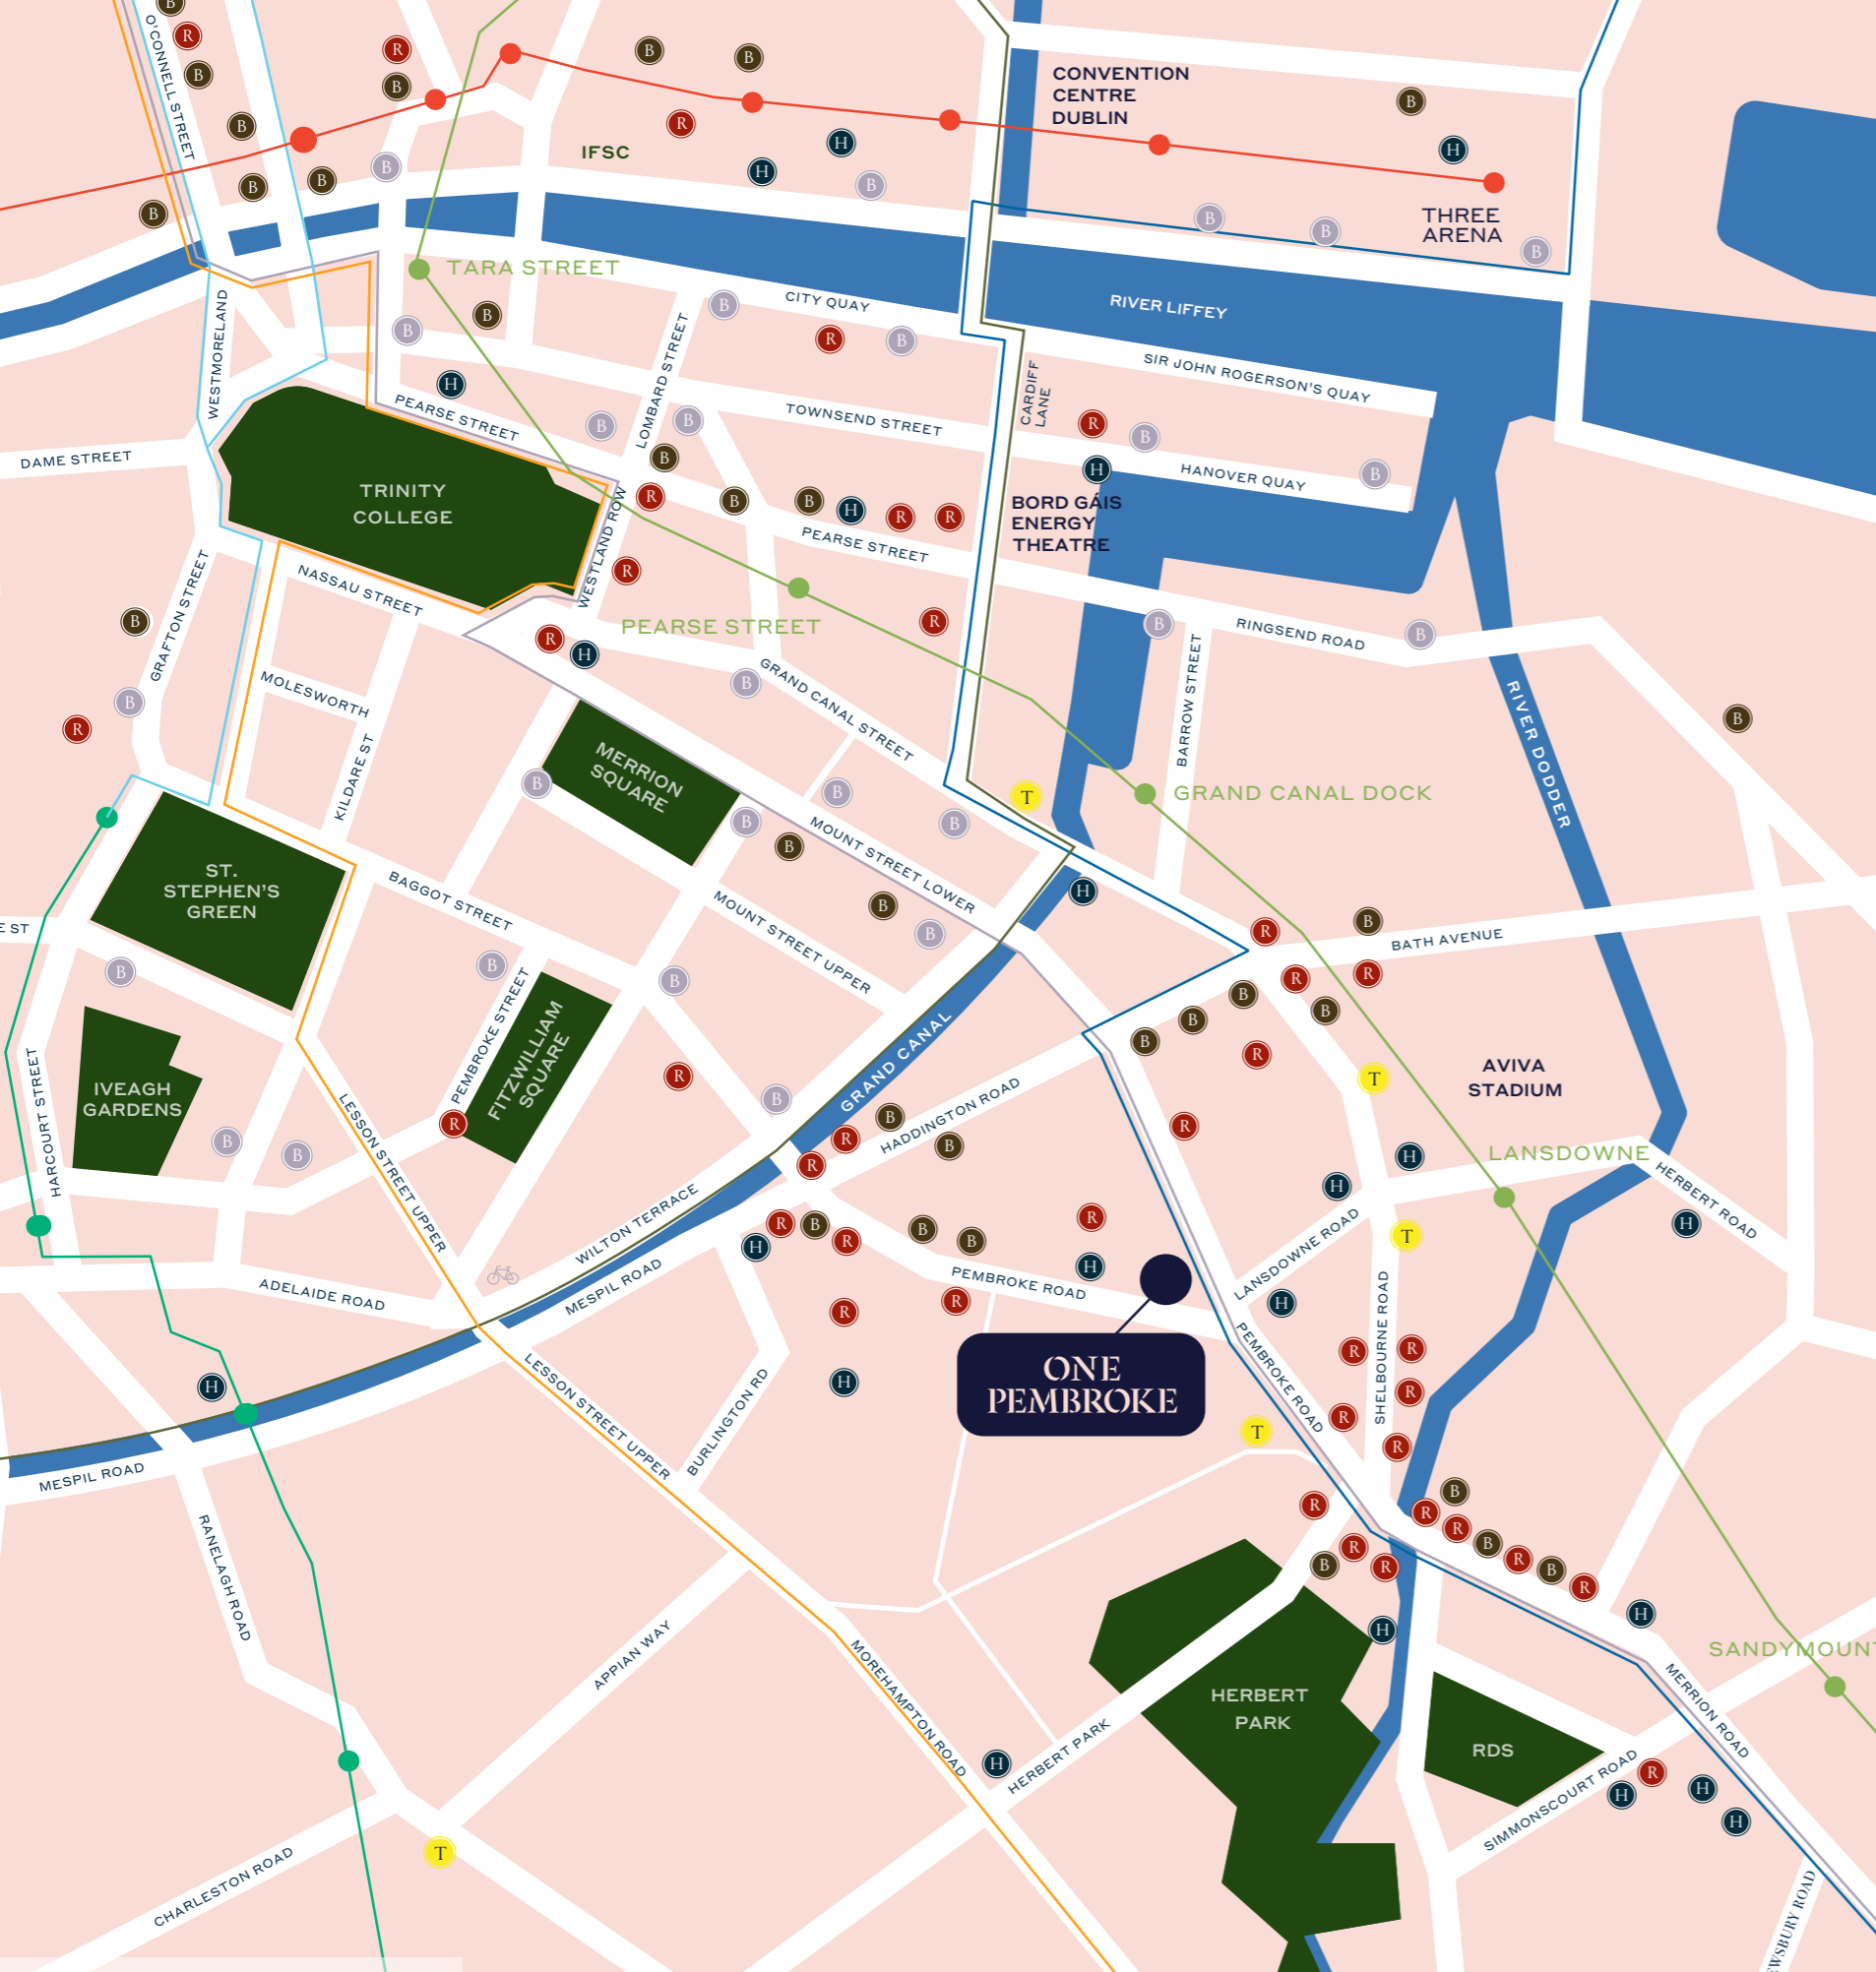 O'CONNELL STREET
CONVENTION
CENTRE
DUBLIN
IFSC
THREE
ARENA
TARA STREET
CITY QUAY
RIVER LIFFEY
WESTMORELAND
LOMBARD STREET
SIR JOHN ROGERSON'S QUAY
CARDIFF
LANE
PEARSE STREET
TOWNSEND STREET
DAME STREET
HANOVER QUAY
TRINITY
COLLEGE
BORD GÁIS
ENERGY
THEATRE
WESTLAND ROW
PEARSE STREET
NASSAU STREET
GRAFTON STREET
PEARSE STREET
RINGSEND ROAD
BARROW STREET
MOLESWORTH
GRAND CANAL STREET
RIVER DODDER
KILDARE ST
MERRION
SQUARE
GRAND CANAL DOCK
MOUNT STREET LOWER
ST.
STEPHEN'S
GREEN
BAGGOT STREET
MOUNT STREET UPPER
E ST
BATH AVENUE
PEMBROKE STREET
FITZWILLIAM
SQUARE
GRAND CANAL
HARCOURT STREET
IVEAGH
GARDENS
LESSON STREET UPPER
HADDINGTON ROAD
AVIVA
STADIUM
LANSDOWNE
HERBERT ROAD
WILTON TERRACE
MESPIL ROAD
ADELAIDE ROAD
PEMBROKE ROAD
LANSDOWNE ROAD
SHELBOURNE ROAD
PEMBROKE ROAD
ONE
PEMBROKE
LESSON STREET UPPER
BURLINGTON RD
MESPIL ROAD
RANELAGH ROAD
APPIAN WAY
MOREHAMPTON ROAD
HERBERT PARK
HERBERT
PARK
RDS
SANDYMOUNT
MERRION ROAD
SIMMONSCOURT ROAD
CHARLESTON ROAD
WSBURY ROAD
B
R
B
B
B
B
B
R
B
B
B
B
R
H
H
B
B
H
B
B
B
T